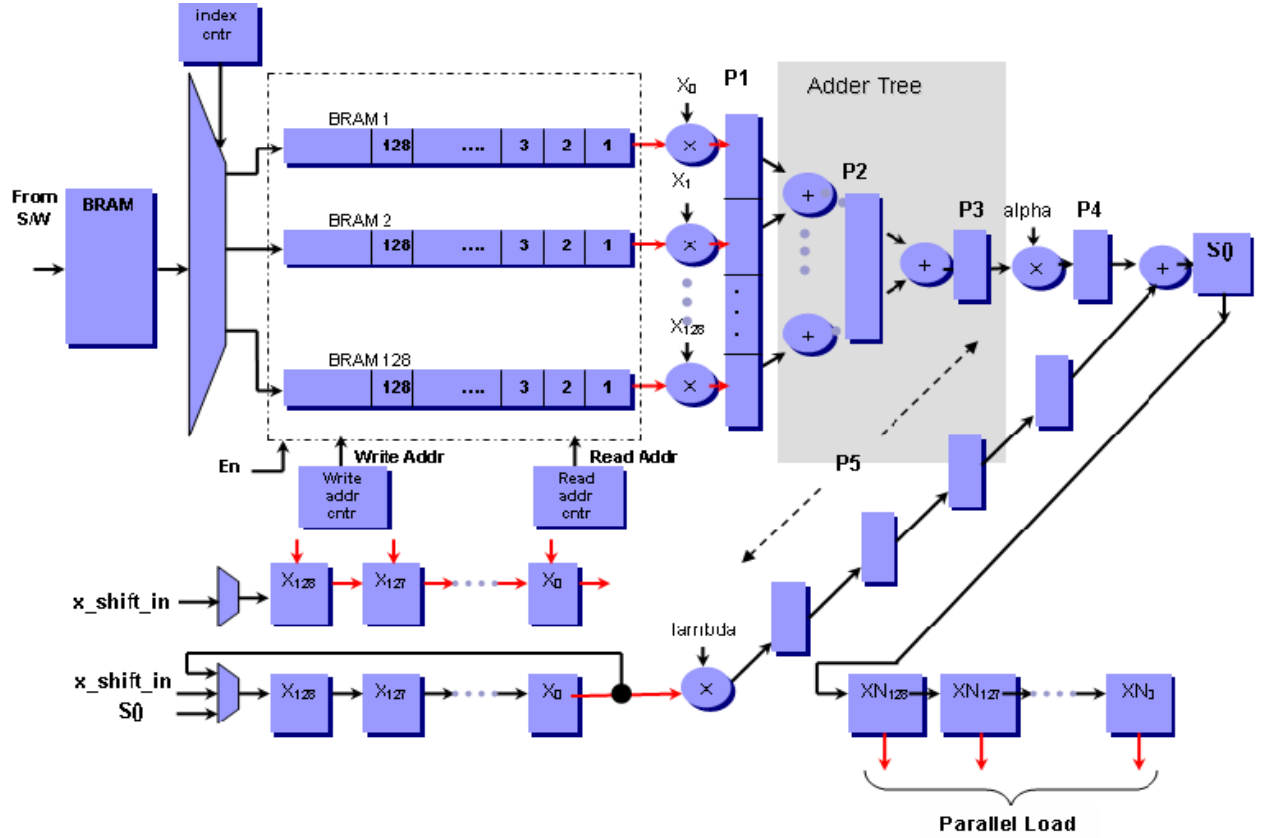 index
cntr
P1
Adder Tree
X0
BRAM 1
128 .... 3 2 1
×
P2
From
S/W
BRAM
X1
+
P3
alpha
P4
S()
BRAM 2
128 .... 3 2 1
×
+
×
+
X128
+
BRAM 128
128 .... 3 2 1
×
En
Write Addr
Read Addr
P5
Write
addr
cntr
Read
addr
cntr
x_shift_in
X128
X127
X0
lambda
x_shift_in
S()
X128
X127
X0
×
XN128
XN127
XN0
Parallel Load